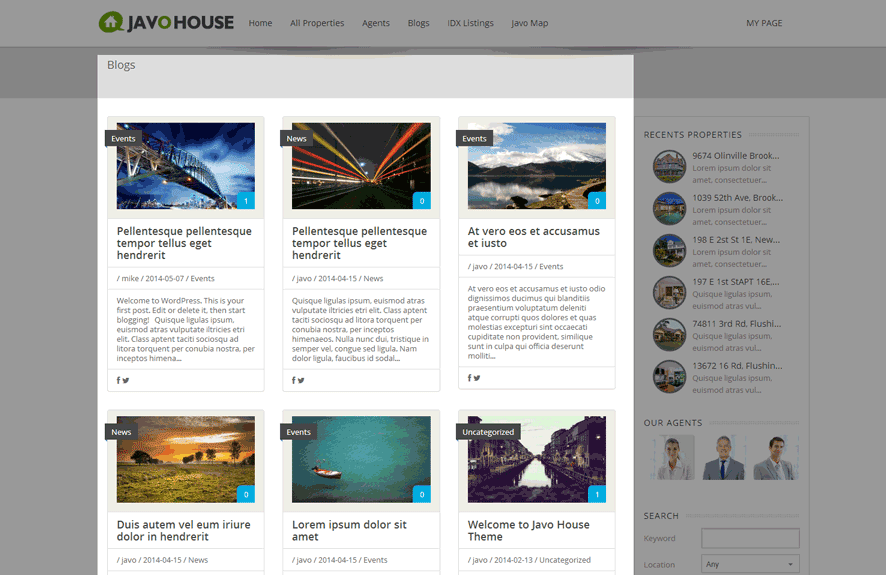 JAVO HOUSE
Home
All Properties
Agents
Blogs
IDX Listings
Javo Map
MY PAGE
Blogs
Events
1
Pellentesque pellentesque
tempor tellus eget
hendrerit
/ mike / 2014-05-07 / Events
Welcome to WordPress. This is your
first post. Edit or delete it, then start
blogging!   Quisque ligulas ipsum,
euismod atras vulputate iltricies etri
elit. Class aptent taciti sociosqu ad
litora torquent per conubia nostra, per
inceptos himena...
News
0
Pellentesque pellentesque
tempor tellus eget
hendrerit
/ javo / 2014-04-15 / News
Quisque ligulas ipsum, euismod atras
vulputate iltricies etri elit. Class aptent
taciti sociosqu ad litora torquent per
conubia nostra, per inceptos
himenaeos. Nulla nunc dui, tristique in
semper vel, congue sed ligula. Nam
dolor ligula, faucibus id sodal...
Events
0
At vero eos et accusamus
et iusto
/ javo / 2014-04-15 / Events
At vero eos et accusamus et iusto odio
dignissimos ducimus qui blanditiis
praesentium voluptatum deleniti
atque corrupti quos dolores et quas
molestias excepturi sint occaecati
cupiditate non provident, similique
sunt in culpa qui officia deserunt
molliti...
News
0
Duis autem vel eum iriure
dolor in hendrerit
/ javo / 2014-04-15 / News
Events
0
Lorem ipsum dolor sit
amet
/ javo / 2014-04-15 / Events
Uncategorized
1
Welcome to Javo House
Theme
/ javo / 2014-02-13 / Uncategorized
RECENTS PROPERTIES
9674 Olinville Brook...
Lorem ipsum dolor sit
amet, consectetuer...
1039 52th Ave. Brook...
Lorem ipsum dolor sit
amet, consectetuer...
198 E 2st St 1E, New...
Lorem ipsum dolor sit
amet, consectetuer...
197 E 1st StAPT 16E,...
Quisque ligulas ipsum,
euismod atras vul...
74811 3rd Rd. Flushi...
Quisque ligulas ipsum,
euismod atras vul...
13672 16 Rd. Flushin...
Quisque ligulas ipsum,
euismod atras vul...
OUR AGENTS
SEARCH
Keyword
Location
Any